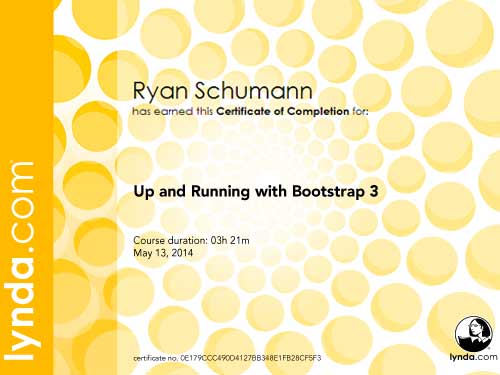 Ryan Schumann
has earned this Certificate of Completion for:
Up and Running with Bootstrap 3
Course duration: 03h 21m
May 13, 2014
certificate no. 0E179CCC490D4127BB348E1FB28CF5F3
lynda.com
lynda.com